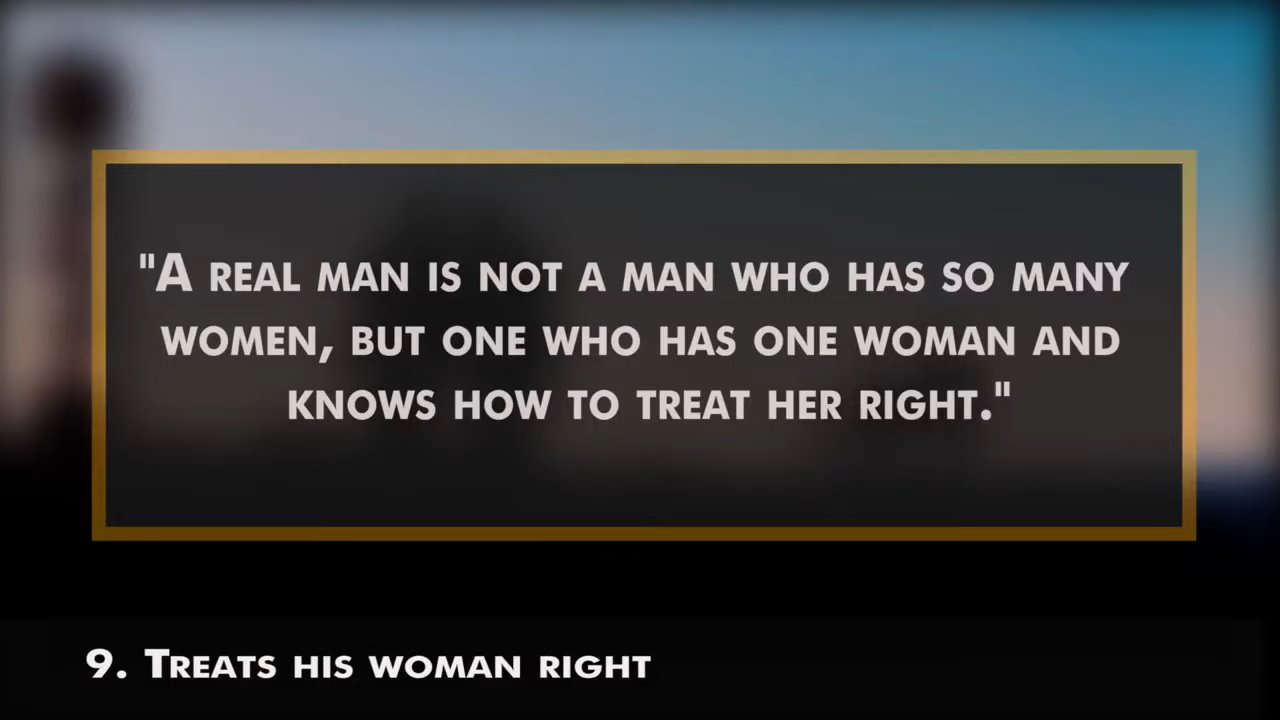 "A REAL MAN IS NOT A MAN WHO HAS SO MANY
WOMEN, BUT ONE WHO HAS ONE WOMAN AND
KNOWS HOW TO TREAT HER RIGHT."
9. TREATS HIS WOMAN RIGHT